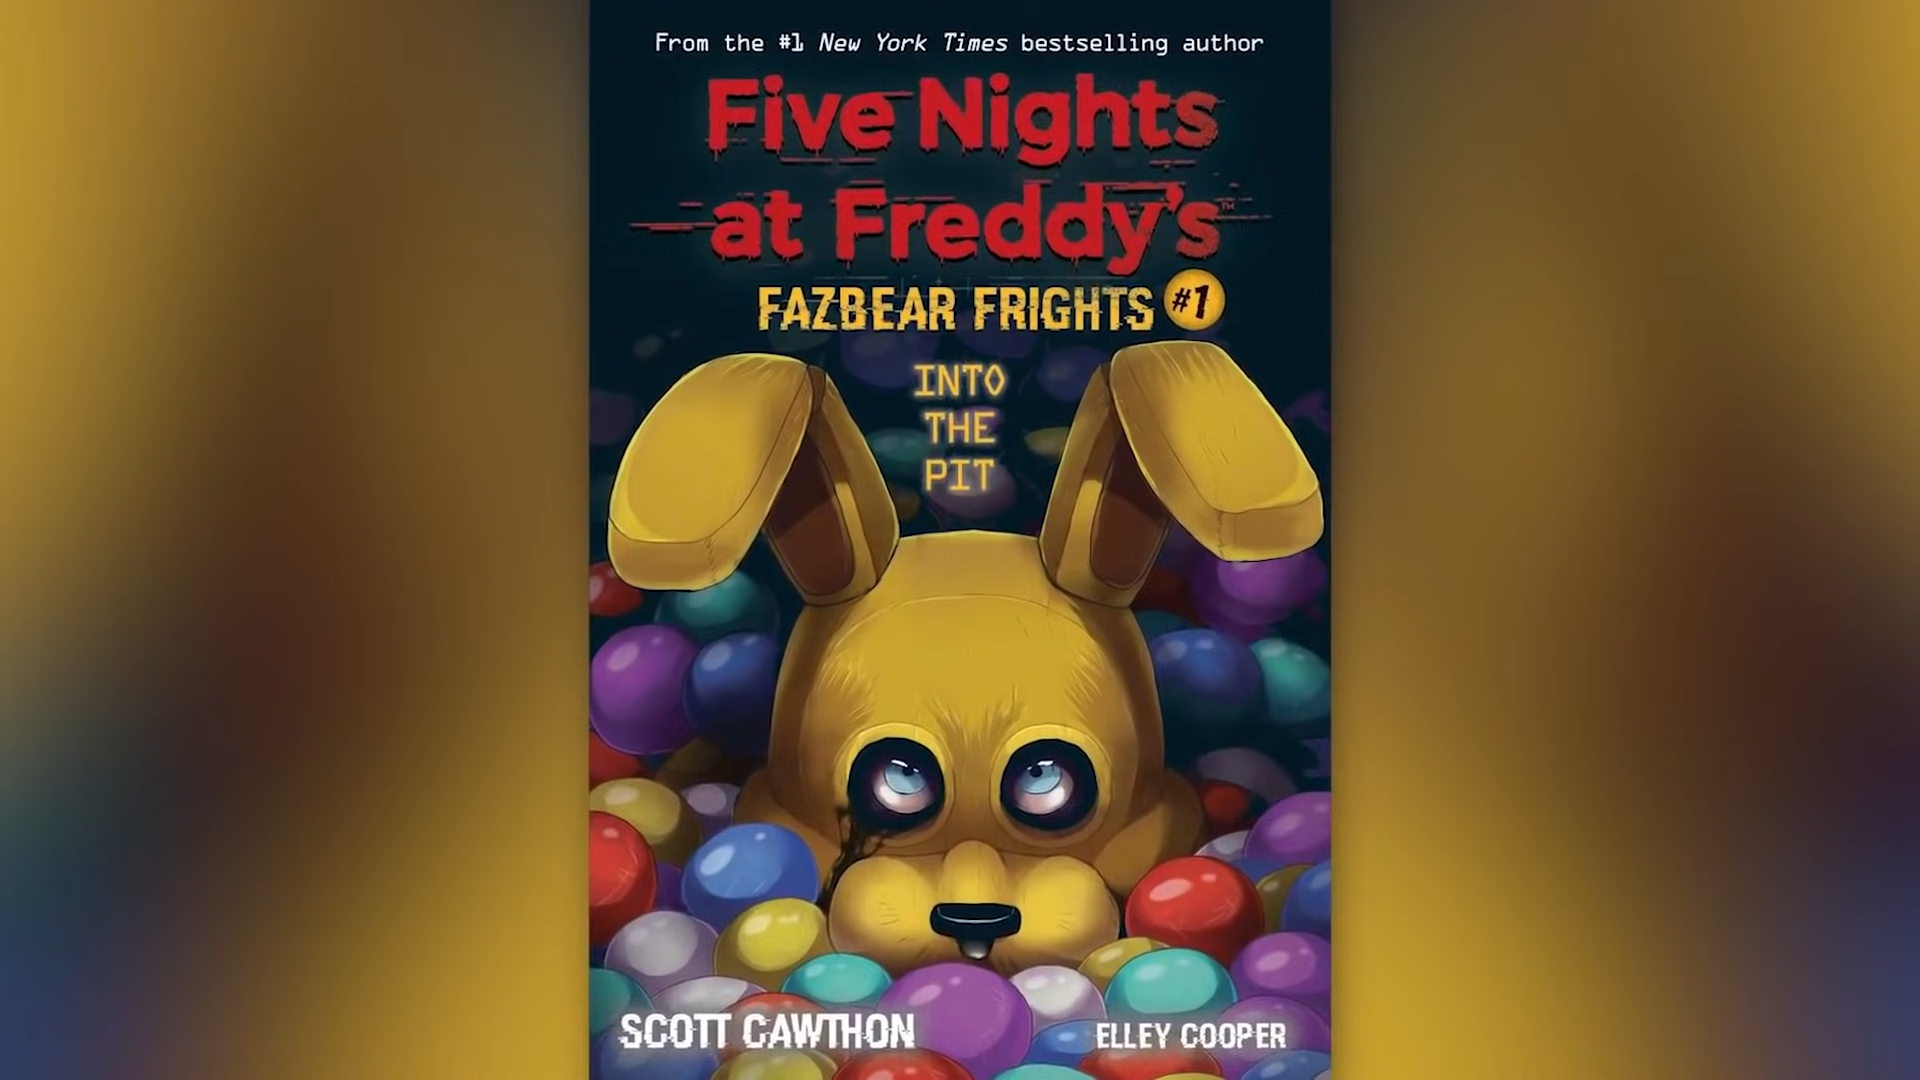 From the #1 New York Times bestselling author
Five Nights
at Freddy's™
FAZBEAR FRIGHTS #1
INTO
THE
PIT
SCOTT CAWTHON
ELLEY COOPER